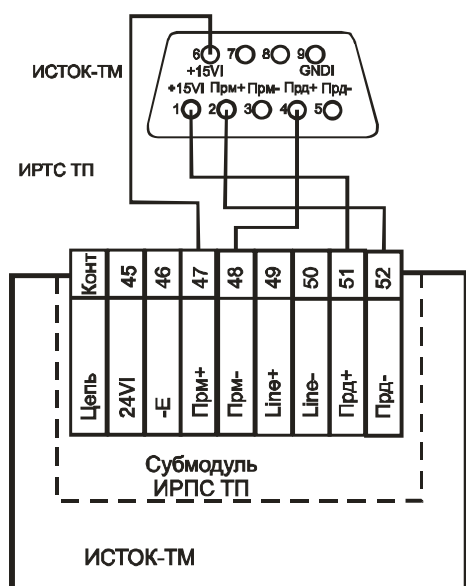 6 7 8 9
+15VI GNDI
ИСТОК-ТМ
+15VI Прм+ Прм- Прд+ Прд-
1 2 3 4 5
ИРТС ТП
Конт 45 46 47 48 49 50 51 52
Цепь 24VI -E Прм+ Прм- Line+ Line- Прд+ Прд-
Субмодуль
ИРПС ТП
ИСТОК-ТМ